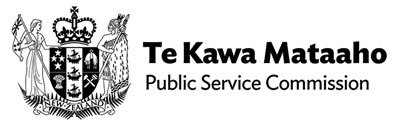 Te Kawa Mataaho
Public Service Commission
NEW ZEALAND